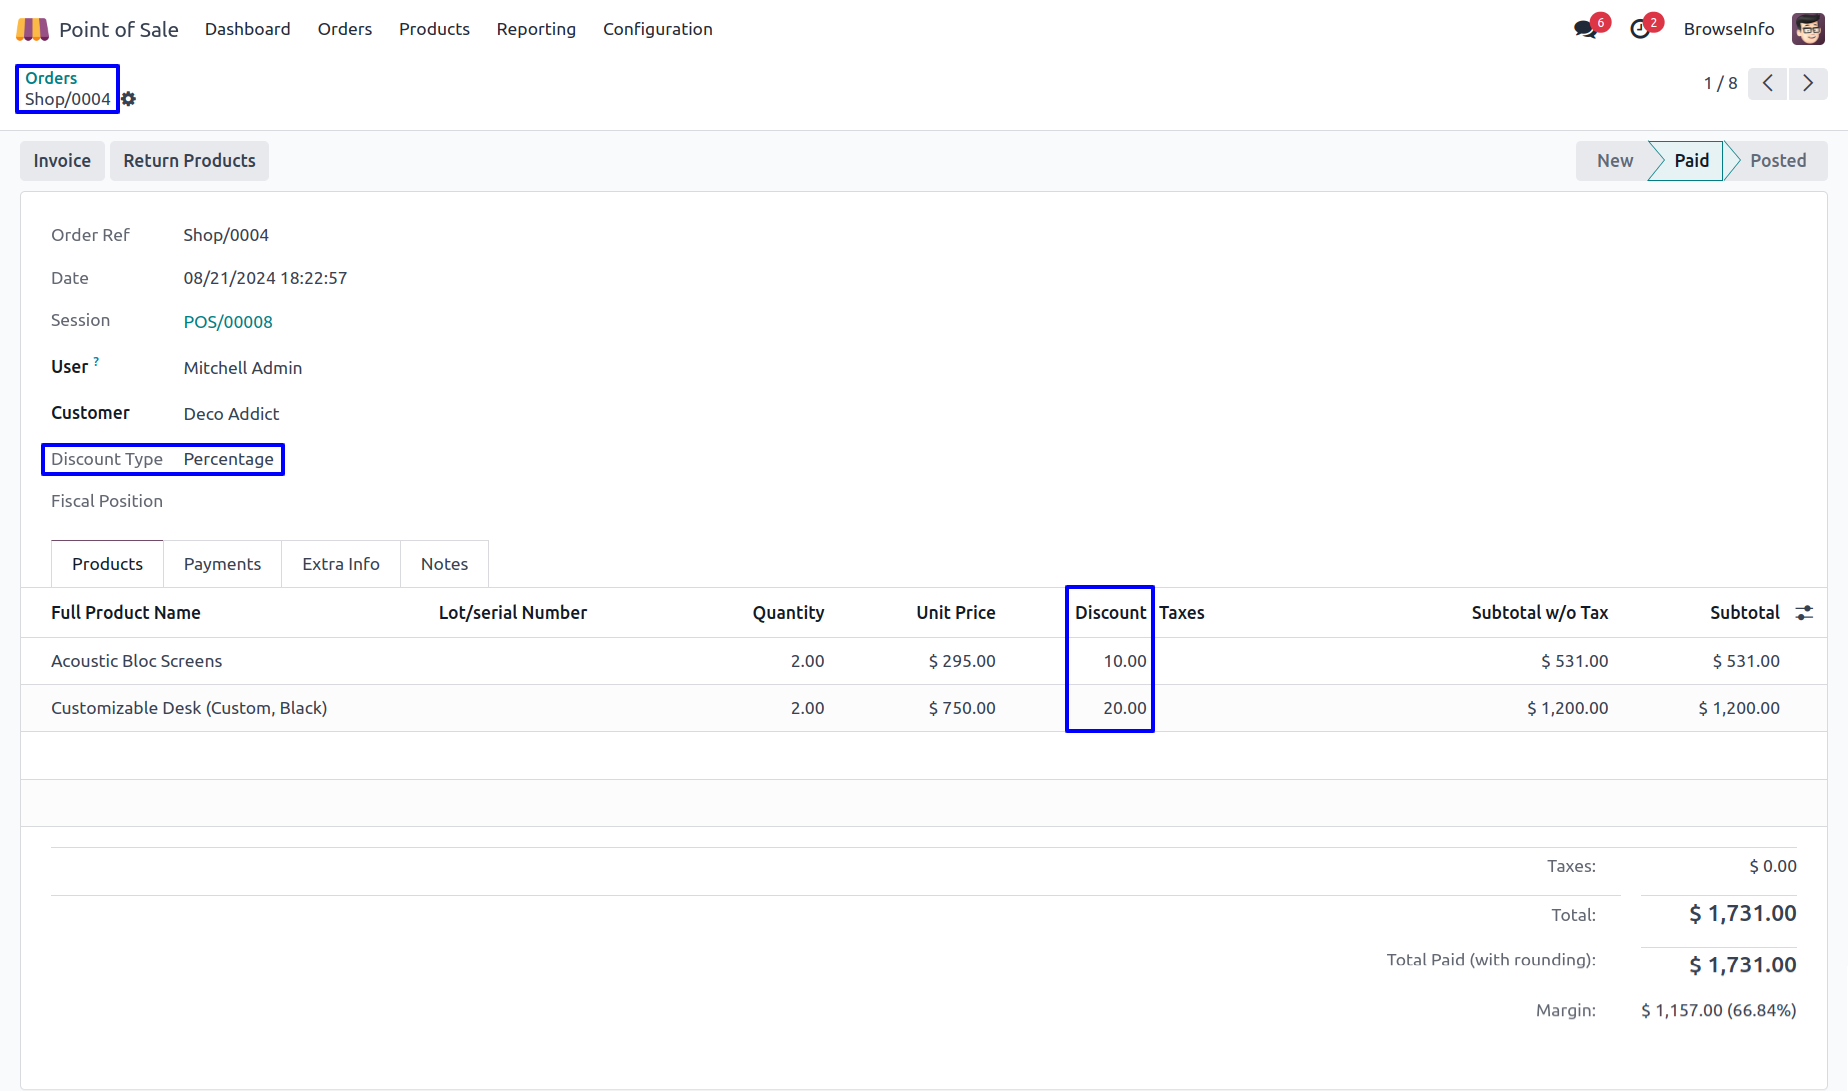 Point of Sale Dashboard Orders Products Reporting Configuration 6 2 BrowseInfo
Orders
Shop/0004
1 / 8
Invoice Return Products New Paid Posted
Order Ref Shop/0004
Date 08/21/2024 18:22:57
Session POS/00008
User ? Mitchell Admin
Customer Deco Addict
Discount Type Percentage
Fiscal Position
Products Payments Extra Info Notes
Full Product Name Lot/serial Number Quantity Unit Price Discount Taxes Subtotal w/o Tax Subtotal
Acoustic Bloc Screens 2.00 $ 295.00 10.00 $ 531.00 $ 531.00
Customizable Desk (Custom, Black) 2.00 $ 750.00 20.00 $ 1,200.00 $ 1,200.00
Taxes: $ 0.00
Total: $ 1,731.00
Total Paid (with rounding): $ 1,731.00
Margin: $ 1,157.00 (66.84%)